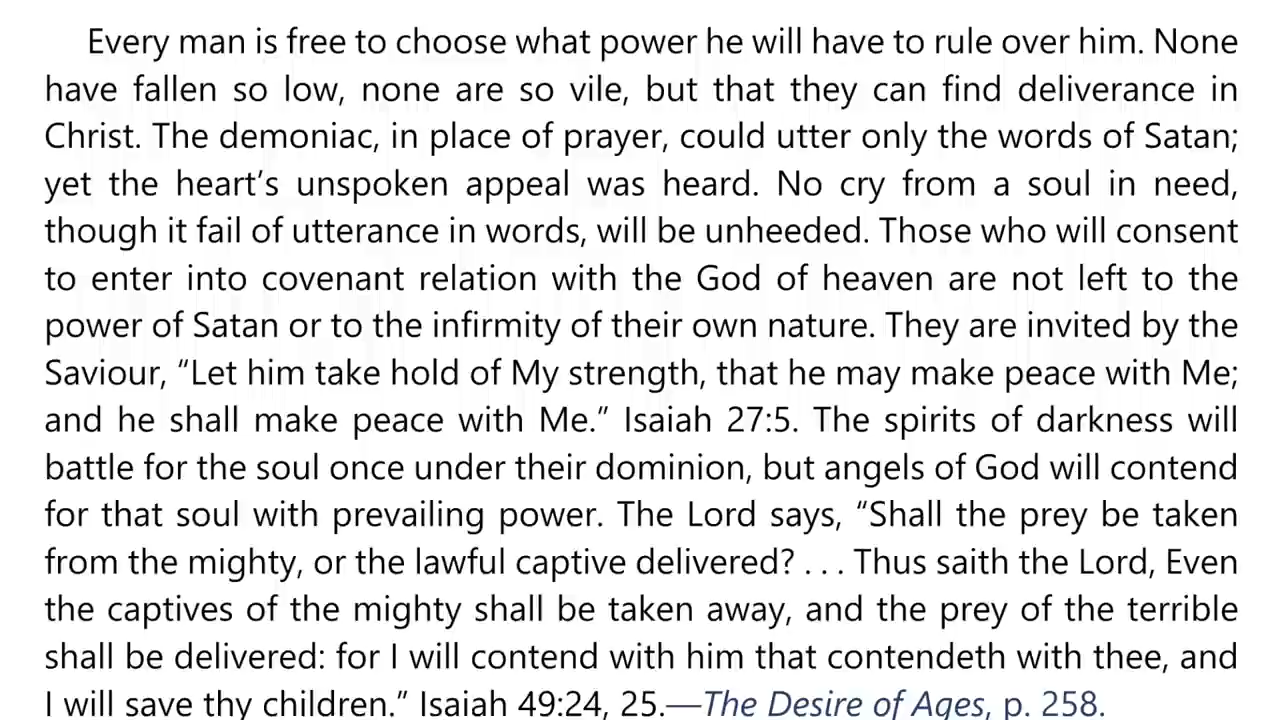 Every man is free to choose what power he will have to rule over him. None
have fallen so low, none are so vile, but that they can find deliverance in
Christ. The demoniac, in place of prayer, could utter only the words of Satan;
yet the heart’s unspoken appeal was heard. No cry from a soul in need,
though it fail of utterance in words, will be unheeded. Those who will consent
to enter into covenant relation with the God of heaven are not left to the
power of Satan or to the infirmity of their own nature. They are invited by the
Saviour, “Let him take hold of My strength, that he may make peace with Me;
and he shall make peace with Me.” Isaiah 27:5. The spirits of darkness will
battle for the soul once under their dominion, but angels of God will contend
for that soul with prevailing power. The Lord says, “Shall the prey be taken
from the mighty, or the lawful captive delivered? . . . Thus saith the Lord, Even
the captives of the mighty shall be taken away, and the prey of the terrible
shall be delivered: for I will contend with him that contendeth with thee, and
I will save thy children.” Isaiah 49:24, 25.—The Desire of Ages, p. 258.